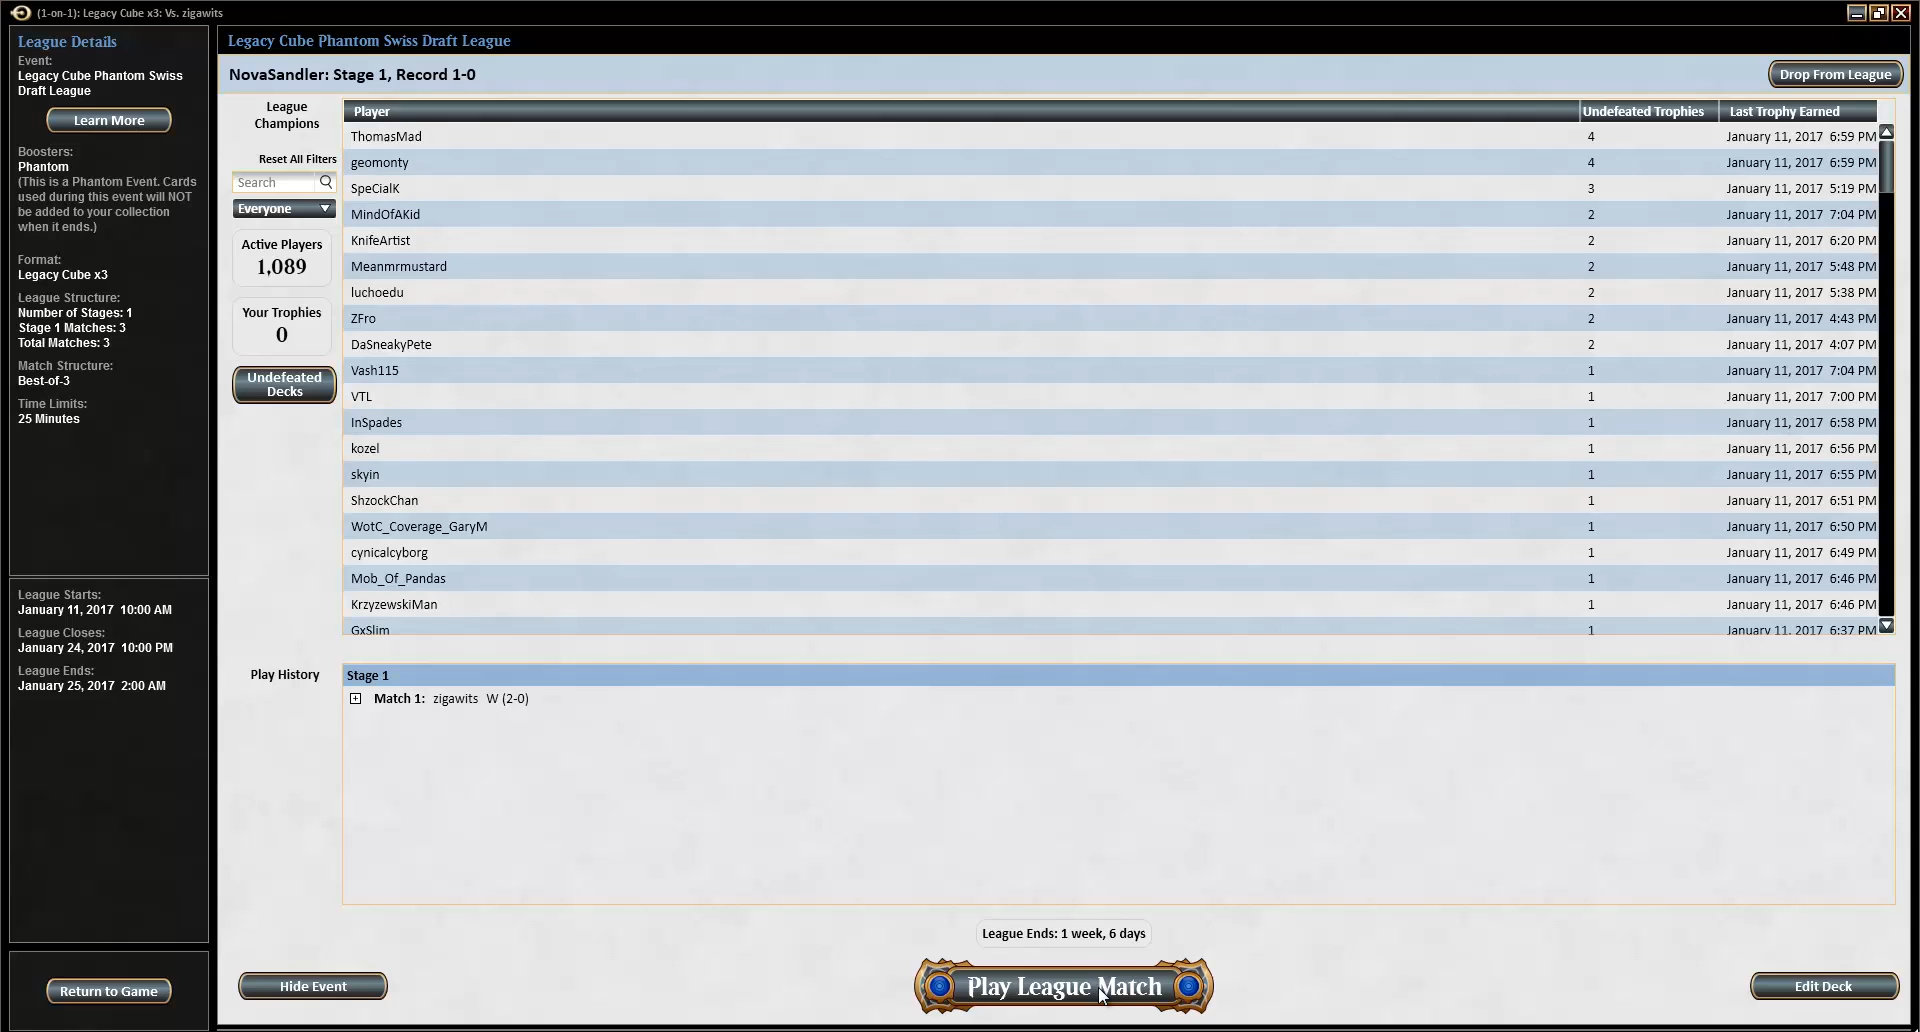 (1-on-1): Legacy Cube x3: Vs. zigawits
League Details
Event:
Legacy Cube Phantom Swiss
Draft League
Learn More
Boosters:
Phantom
(This is a Phantom Event. Cards
used during this event will NOT
be added to your collection
when it ends.)
Format:
Legacy Cube x3
League Structure:
Number of Stages: 1
Stage 1 Matches: 3
Total Matches: 3
Match Structure:
Best-of-3
Time Limits:
25 Minutes
League Starts:
January 11, 2017 10:00 AM
League Closes:
January 24, 2017 10:00 PM
League Ends:
January 25, 2017 2:00 AM
Return to Game
Legacy Cube Phantom Swiss Draft League
NovaSandler: Stage 1, Record 1-0
Drop From League
League
Champions
Reset All Filters
Search
Everyone
Active Players
1,089
Your Trophies
0
Undefeated
Decks
Player Undefeated Trophies Last Trophy Earned
ThomasMad 4 January 11, 2017 6:59 PM
geomonty 4 January 11, 2017 6:59 PM
SpeCialK 3 January 11, 2017 5:19 PM
MindOfAKid 2 January 11, 2017 7:04 PM
KnifeArtist 2 January 11, 2017 6:20 PM
Meanmrmustard 2 January 11, 2017 5:48 PM
luchoedu 2 January 11, 2017 5:38 PM
ZFro 2 January 11, 2017 4:43 PM
DaSneakyPete 2 January 11, 2017 4:07 PM
Vash115 1 January 11, 2017 7:04 PM
VTL 1 January 11, 2017 7:00 PM
InSpades 1 January 11, 2017 6:58 PM
kozel 1 January 11, 2017 6:56 PM
skyin 1 January 11, 2017 6:55 PM
ShzockChan 1 January 11, 2017 6:51 PM
WotC_Coverage_GaryM 1 January 11, 2017 6:50 PM
cynicalcyborg 1 January 11, 2017 6:49 PM
Mob_Of_Pandas 1 January 11, 2017 6:46 PM
KrzyzewskiMan 1 January 11, 2017 6:46 PM
GxSlim 1 January 11, 2017 6:37 PM
Play History
Stage 1
Match 1: zigawits W (2-0)
League Ends: 1 week, 6 days
Hide Event
Play League Match
Edit Deck